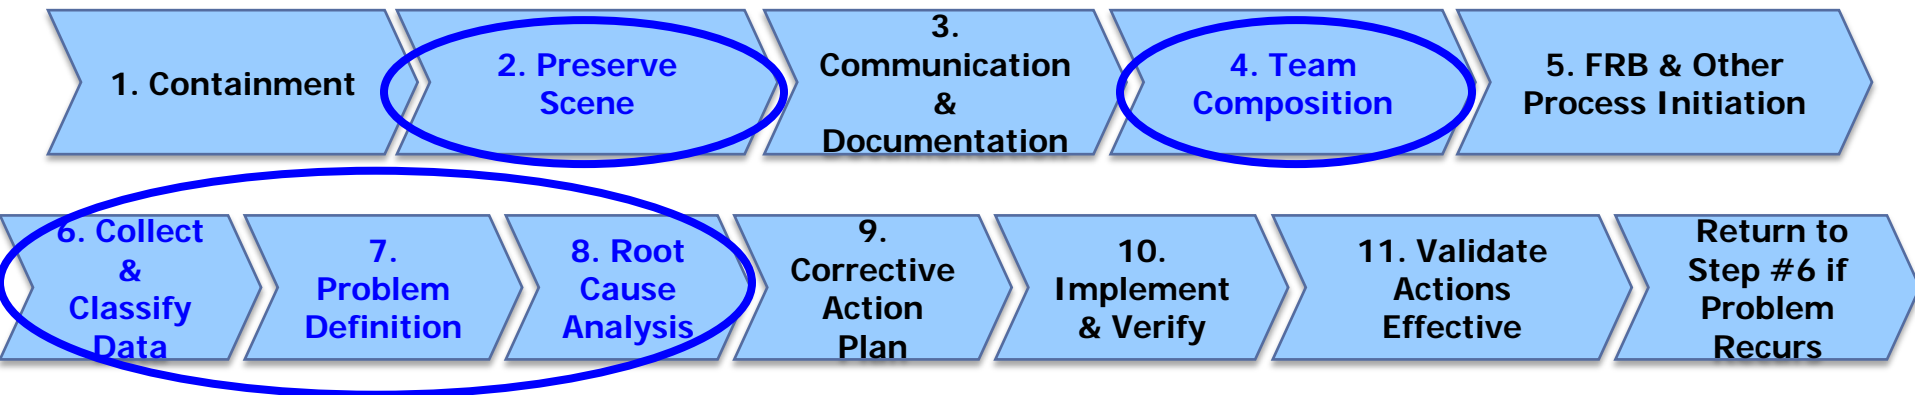 1. Containment
2. Preserve
Scene
3.
Communication
&
Documentation
4. Team
Composition
5. FRB & Other
Process Initiation
6. Collect
&
Classify
Data
7.
Problem
Definition
8. Root
Cause
Analysis
9.
Corrective
Action
Plan
10.
Implement
& Verify
11. Validate
Actions
Effective
Return to
Step #6 if
Problem
Recurs